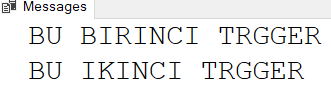 Messages
BU BIRINCI TRGGER
BU IKINCI TRGGER